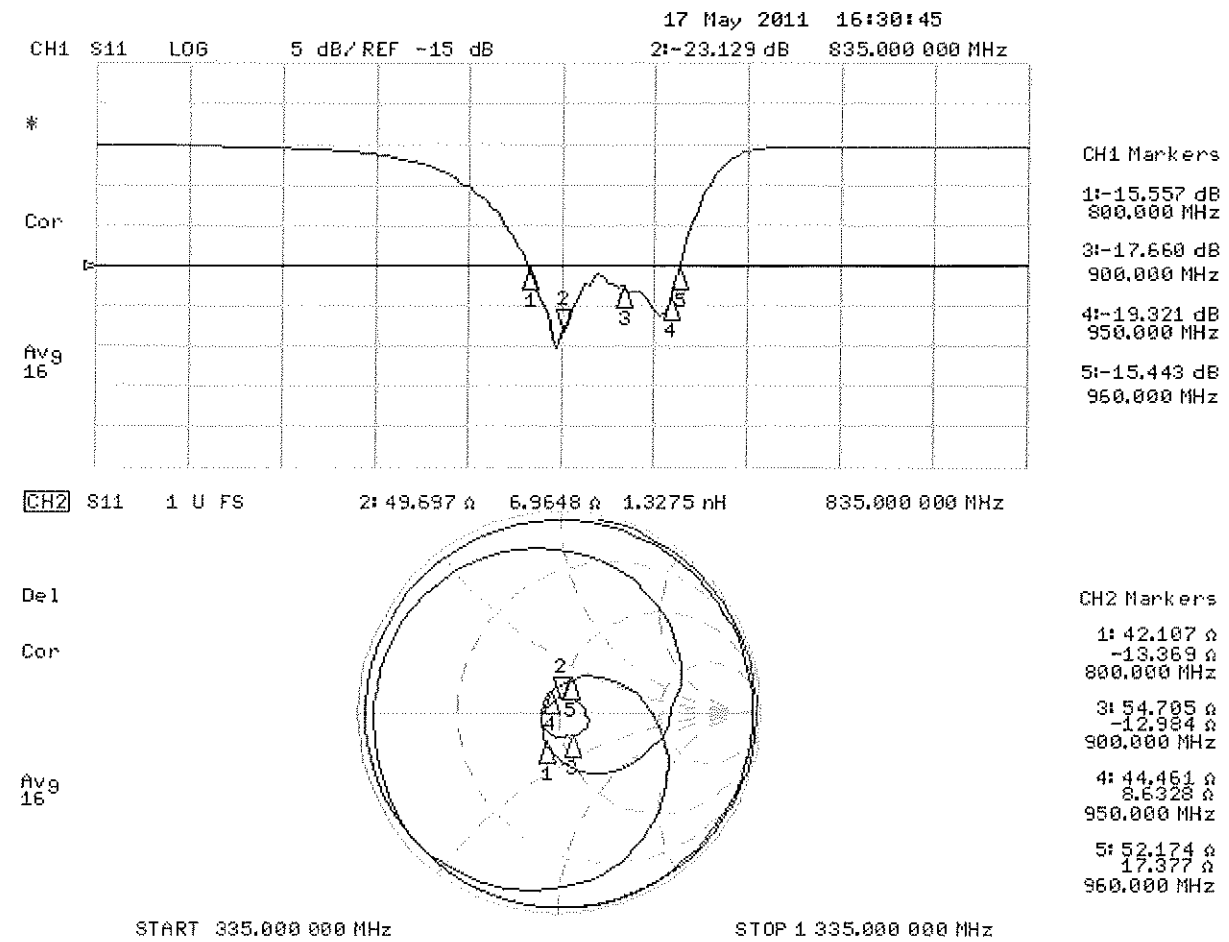 17 May 2011 16:30:45
CH1 S11 LOG 5 dB/REF -15 dB 2:-23.129 dB 835.000 000 MHz
*
Cor
Avg
16
CH1 Markers
1:-15.557 dB
800.000 MHz
3:-17.660 dB
900.000 MHz
4:-19.321 dB
950.000 MHz
5:-15.443 dB
960.000 MHz
1
2
3
4
5
CH2 S11 1 U FS 2: 49.697 Ω 6.9648 Ω 1.3275 nH 835.000 000 MHz
Del
Cor
Avg
16
2
5
4
1
3
CH2 Markers
1: 42.107 Ω
-13.369 Ω
800.000 MHz
3: 54.705 Ω
-12.984 Ω
900.000 MHz
4: 44.461 Ω
8.6328 Ω
950.000 MHz
5: 52.174 Ω
17.377 Ω
960.000 MHz
START 335.000 000 MHz STOP 1 335.000 000 MHz